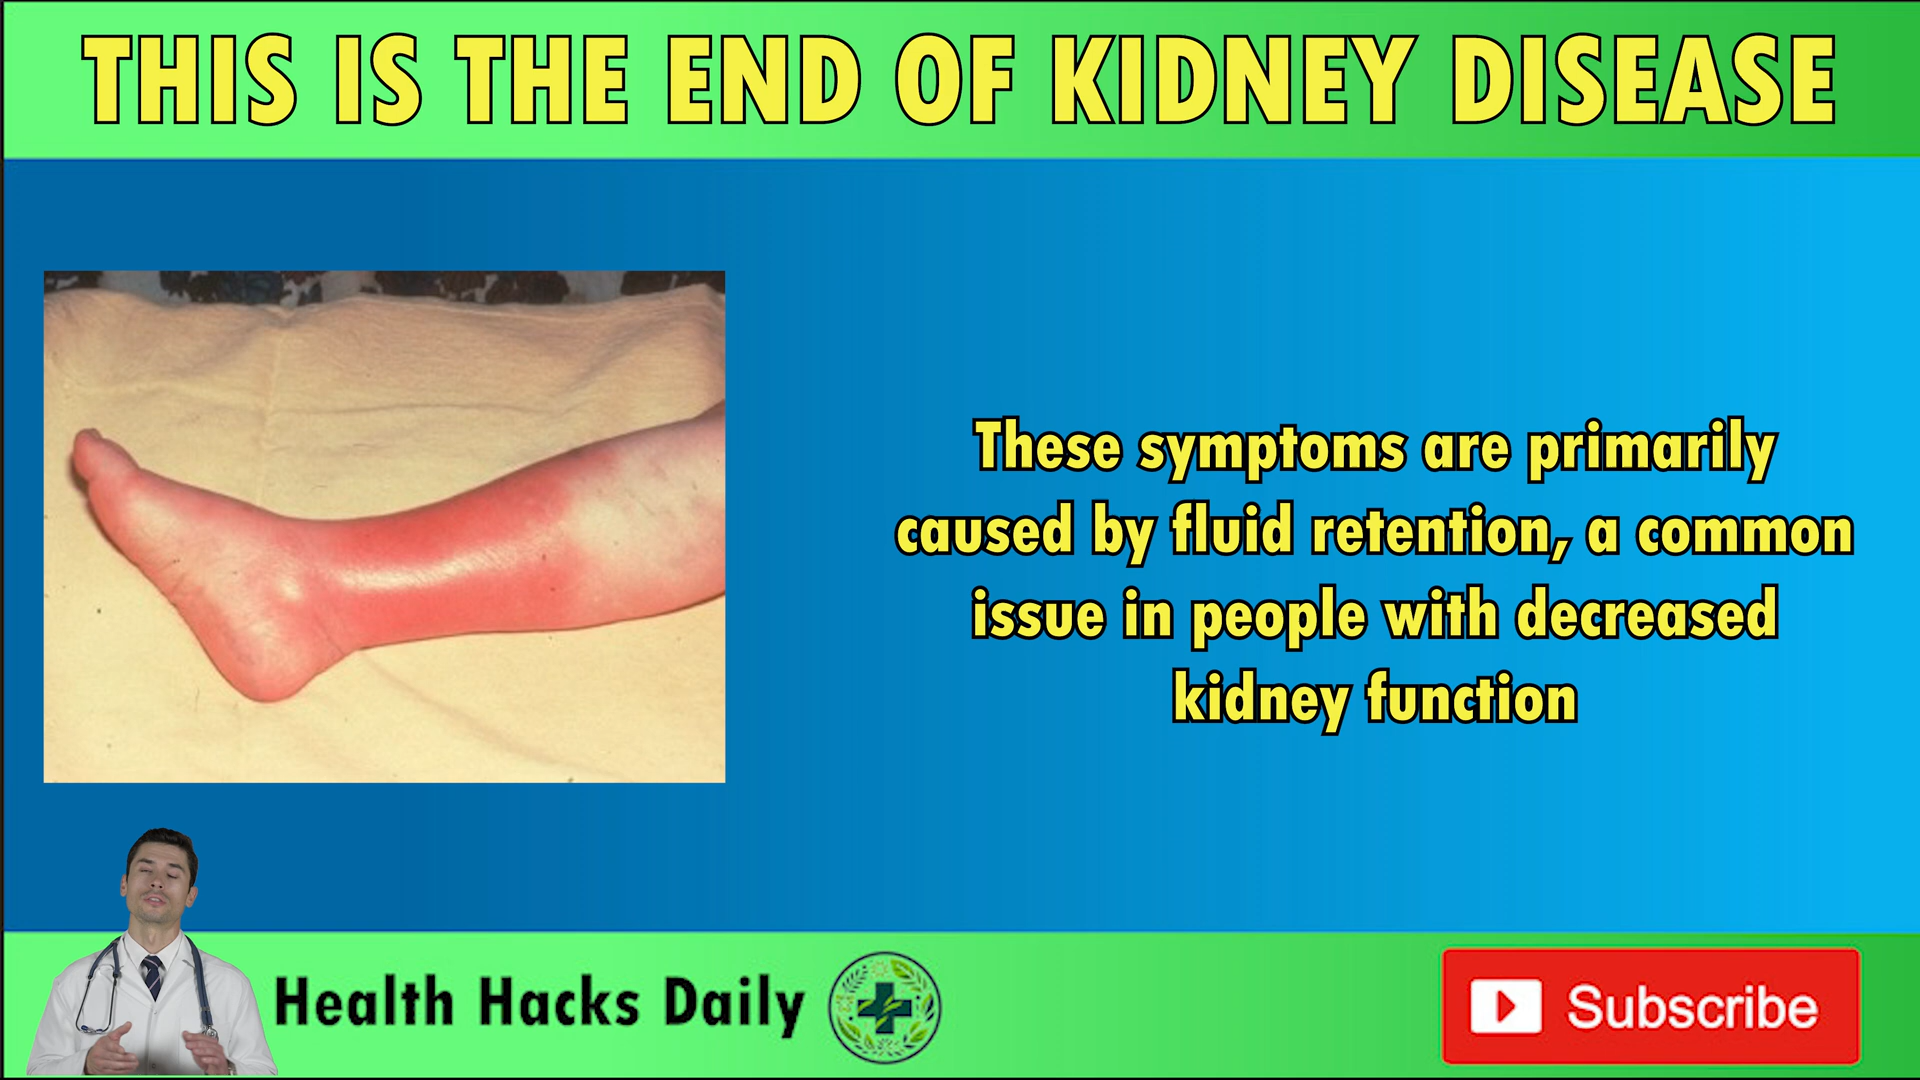 THIS IS THE END OF KIDNEY DISEASE
These symptoms are primarily
caused by fluid retention, a common
issue in people with decreased
kidney function
Health Hacks Daily
Subscribe